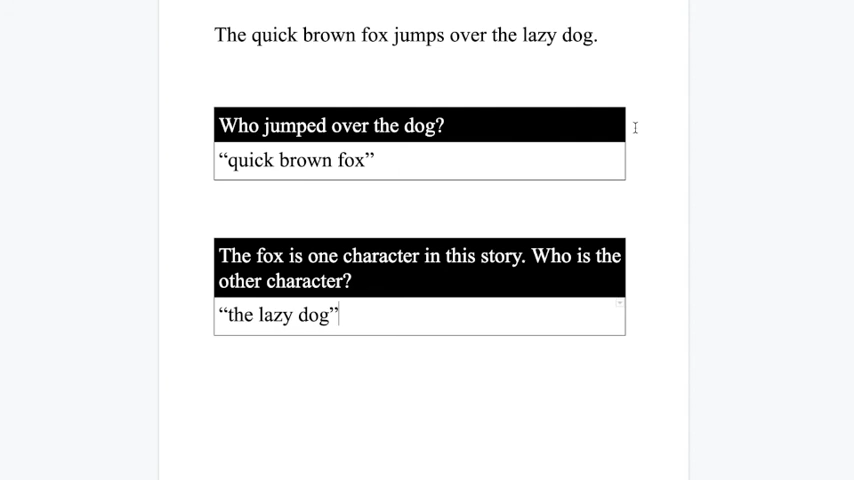 The quick brown fox jumps over the lazy dog.
Who jumped over the dog?
“quick brown fox”
The fox is one character in this story. Who is the
other character?
“the lazy dog”